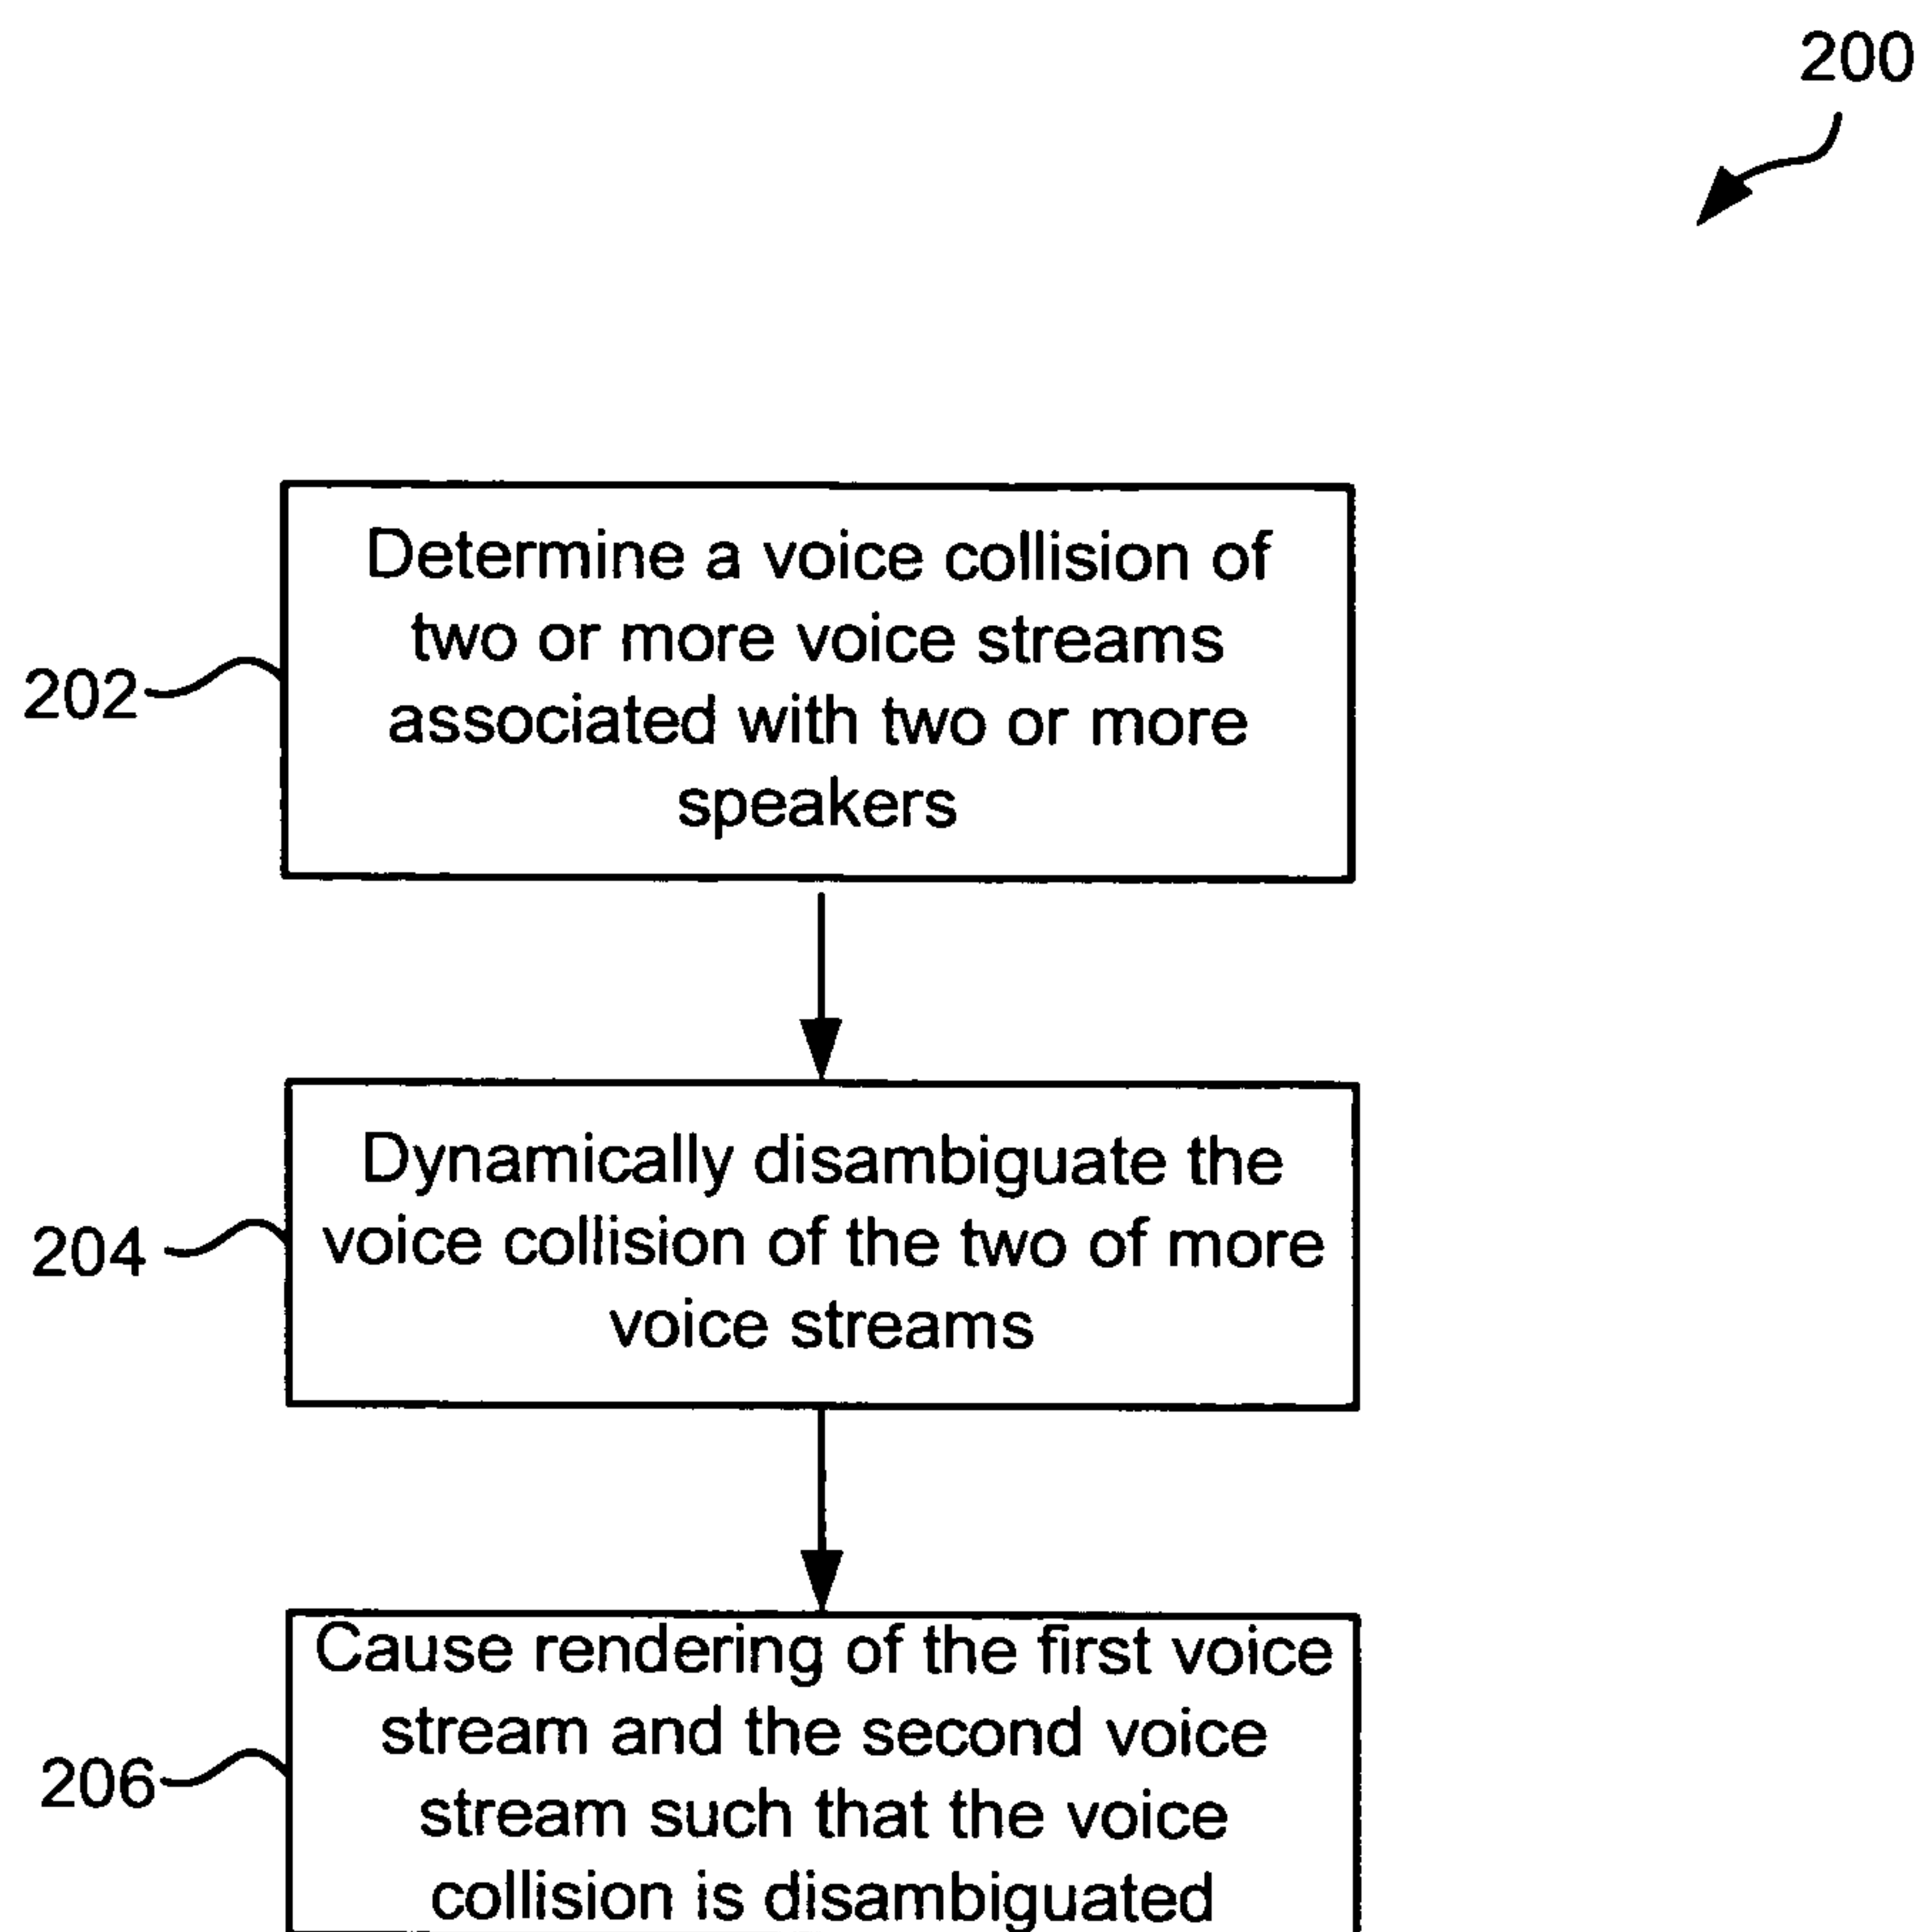 200
Determine a voice collision of
two or more voice streams
associated with two or more
speakers
202
Dynamically disambiguate the
voice collision of the two of more
voice streams
204
Cause rendering of the first voice
stream and the second voice
stream such that the voice
collision is disambiguated
206